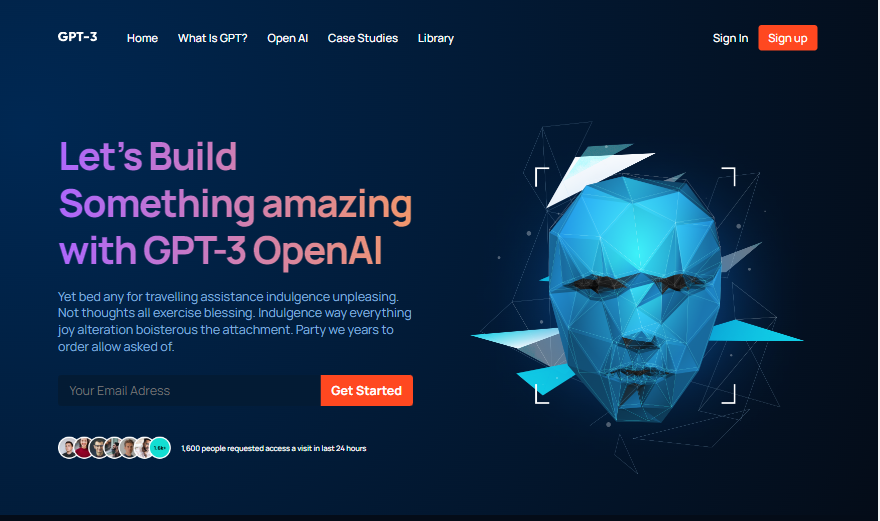 GPT-3
Home
What Is GPT?
Open AI
Case Studies
Library
Sign In
Sign up
Let's Build
Something amazing
with GPT-3 OpenAI
Yet bed any for travelling assistance indulgence unpleasing.
Not thoughts all exercise blessing. Indulgence way everything
joy alteration boisterous the attachment. Party we years to
order allow asked of.
Your Email Adress
Get Started
1.6k+
1,600 people requested access a visit in last 24 hours